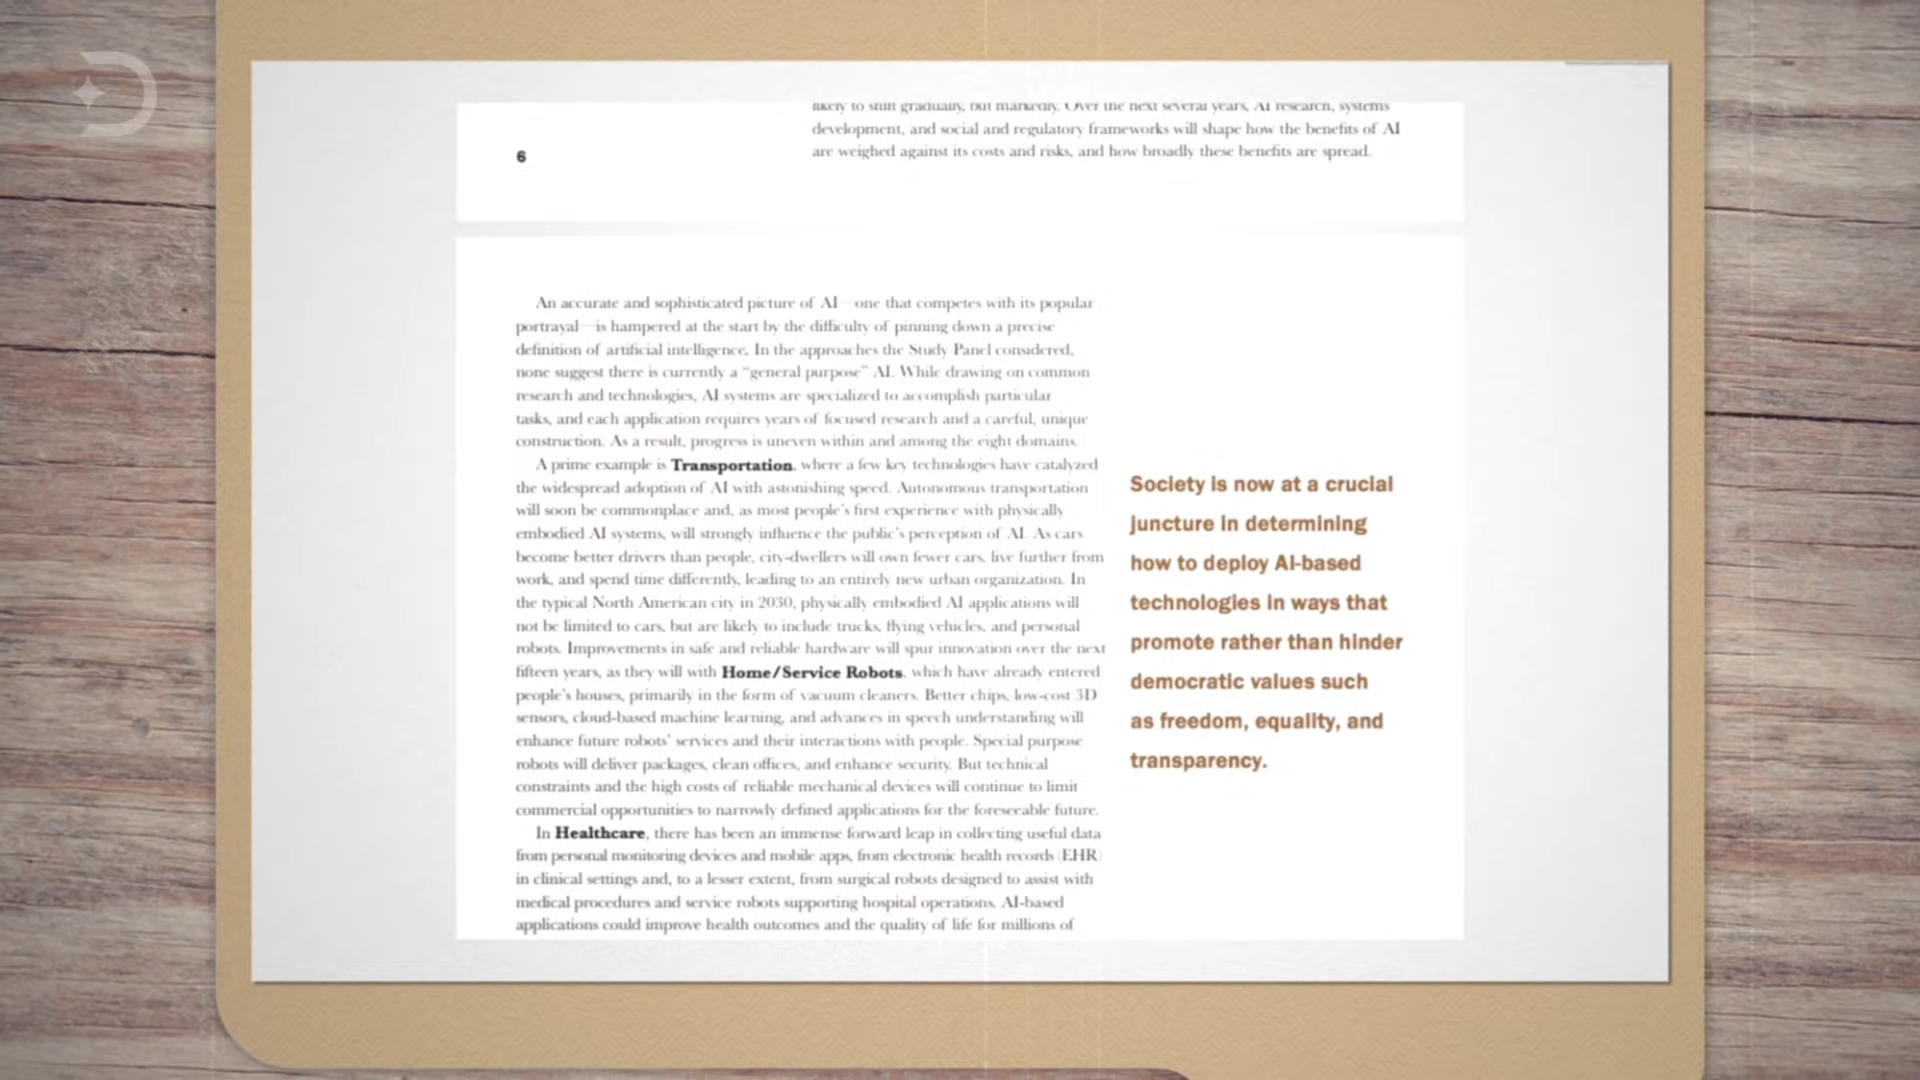 likely to shift gradually, but markedly. Over the next several years, AI research, systems
development, and social and regulatory frameworks will shape how the benefits of AI
are weighed against its costs and risks, and how broadly these benefits are spread.
6
An accurate and sophisticated picture of AI—one that competes with its popular
portrayal—is hampered at the start by the difficulty of pinning down a precise
definition of artificial intelligence. In the approaches the Study Panel considered,
none suggest there is currently a “general purpose” AI. While drawing on common
research and technologies, AI systems are specialized to accomplish particular
tasks, and each application requires years of focused research and a careful, unique
construction. As a result, progress is uneven within and among the eight domains.
A prime example is Transportation, where a few key technologies have catalyzed
the widespread adoption of AI with astonishing speed. Autonomous transportation
will soon be commonplace and, as most people’s first experience with physically
embodied AI systems, will strongly influence the public’s perception of AI. As cars
become better drivers than people, city-dwellers will own fewer cars, live further from
work, and spend time differently, leading to an entirely new urban organization. In
the typical North American city in 2030, physically embodied AI applications will
not be limited to cars, but are likely to include trucks, flying vehicles, and personal
robots. Improvements in safe and reliable hardware will spur innovation over the next
fifteen years, as they will with Home/Service Robots, which have already entered
people’s houses, primarily in the form of vacuum cleaners. Better chips, low-cost 3D
sensors, cloud-based machine learning, and advances in speech understanding will
enhance future robots’ services and their interactions with people. Special purpose
robots will deliver packages, clean offices, and enhance security. But technical
constraints and the high costs of reliable mechanical devices will continue to limit
commercial opportunities to narrowly defined applications for the foreseeable future.
In Healthcare, there has been an immense forward leap in collecting useful data
from personal monitoring devices and mobile apps, from electronic health records (EHR)
in clinical settings and, to a lesser extent, from surgical robots designed to assist with
medical procedures and service robots supporting hospital operations. AI-based
applications could improve health outcomes and the quality of life for millions of
Society is now at a crucial
juncture in determining
how to deploy AI-based
technologies in ways that
promote rather than hinder
democratic values such
as freedom, equality, and
transparency.